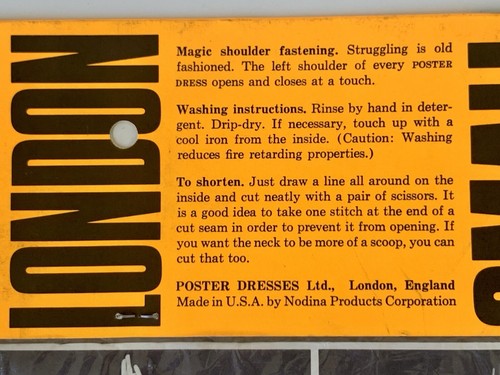 LONDON
Magic shoulder fastening. Struggling is old
fashioned. The left shoulder of every POSTER
DRESS opens and closes at a touch.
Washing instructions. Rinse by hand in deter-
gent. Drip-dry. If necessary, touch up with a
cool iron from the inside. (Caution: Washing
reduces fire retarding properties.)
To shorten. Just draw a line all around on the
inside and cut neatly with a pair of scissors. It
is a good idea to take one stitch at the end of a
cut seam in order to prevent it from opening. If
you want the neck to be more of a scoop, you can
cut that too.
POSTER DRESSES Ltd., London, England
Made in U.S.A. by Nodina Products Corporation